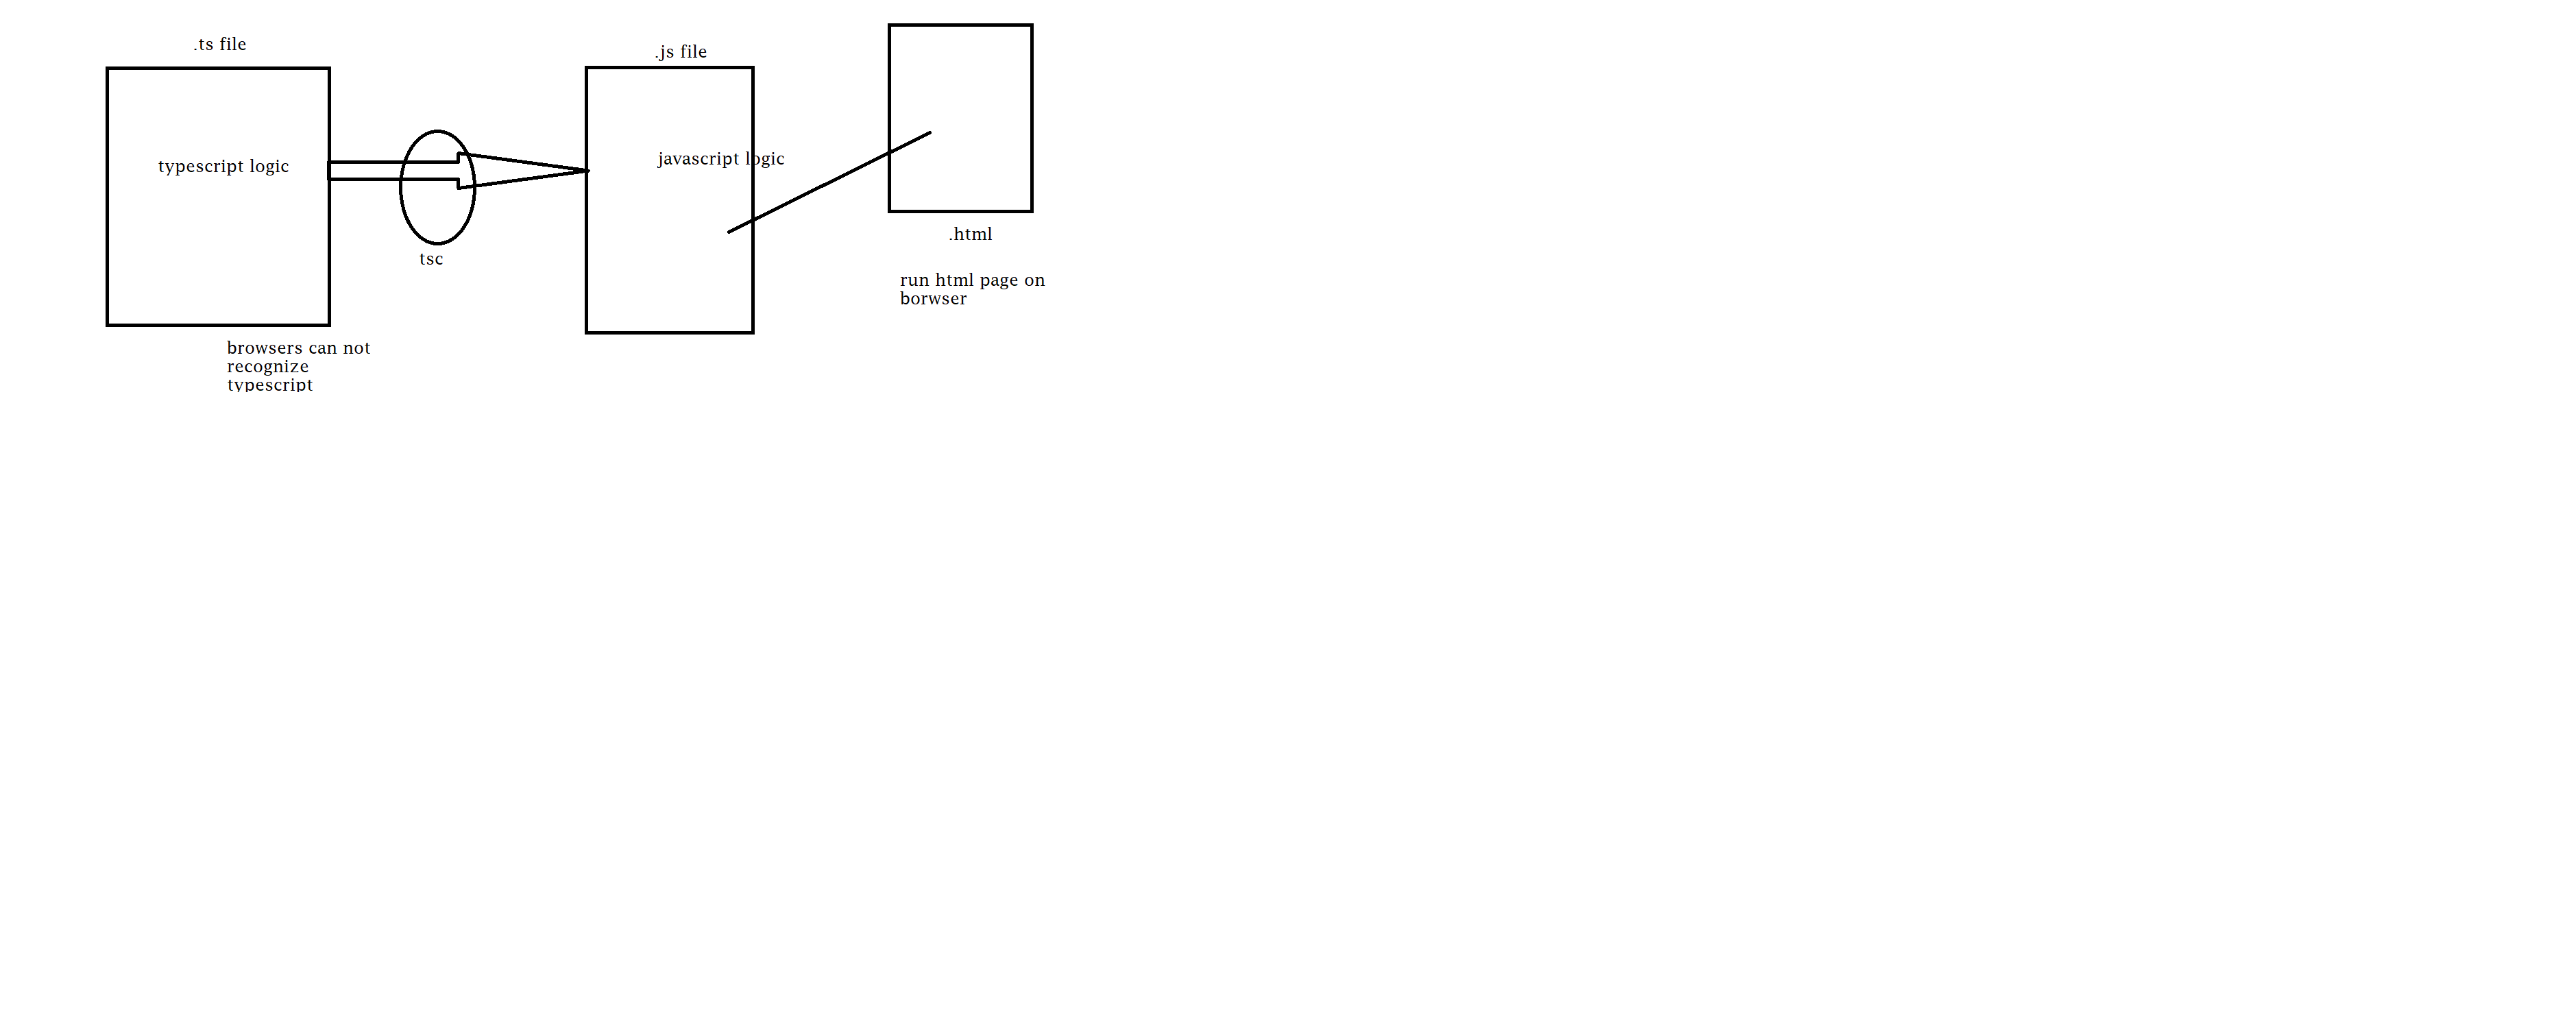 .ts file
typescript logic
tsc
browsers can not
recognize
typescript
.js file
javascript logic
.html
run html page on
borwser